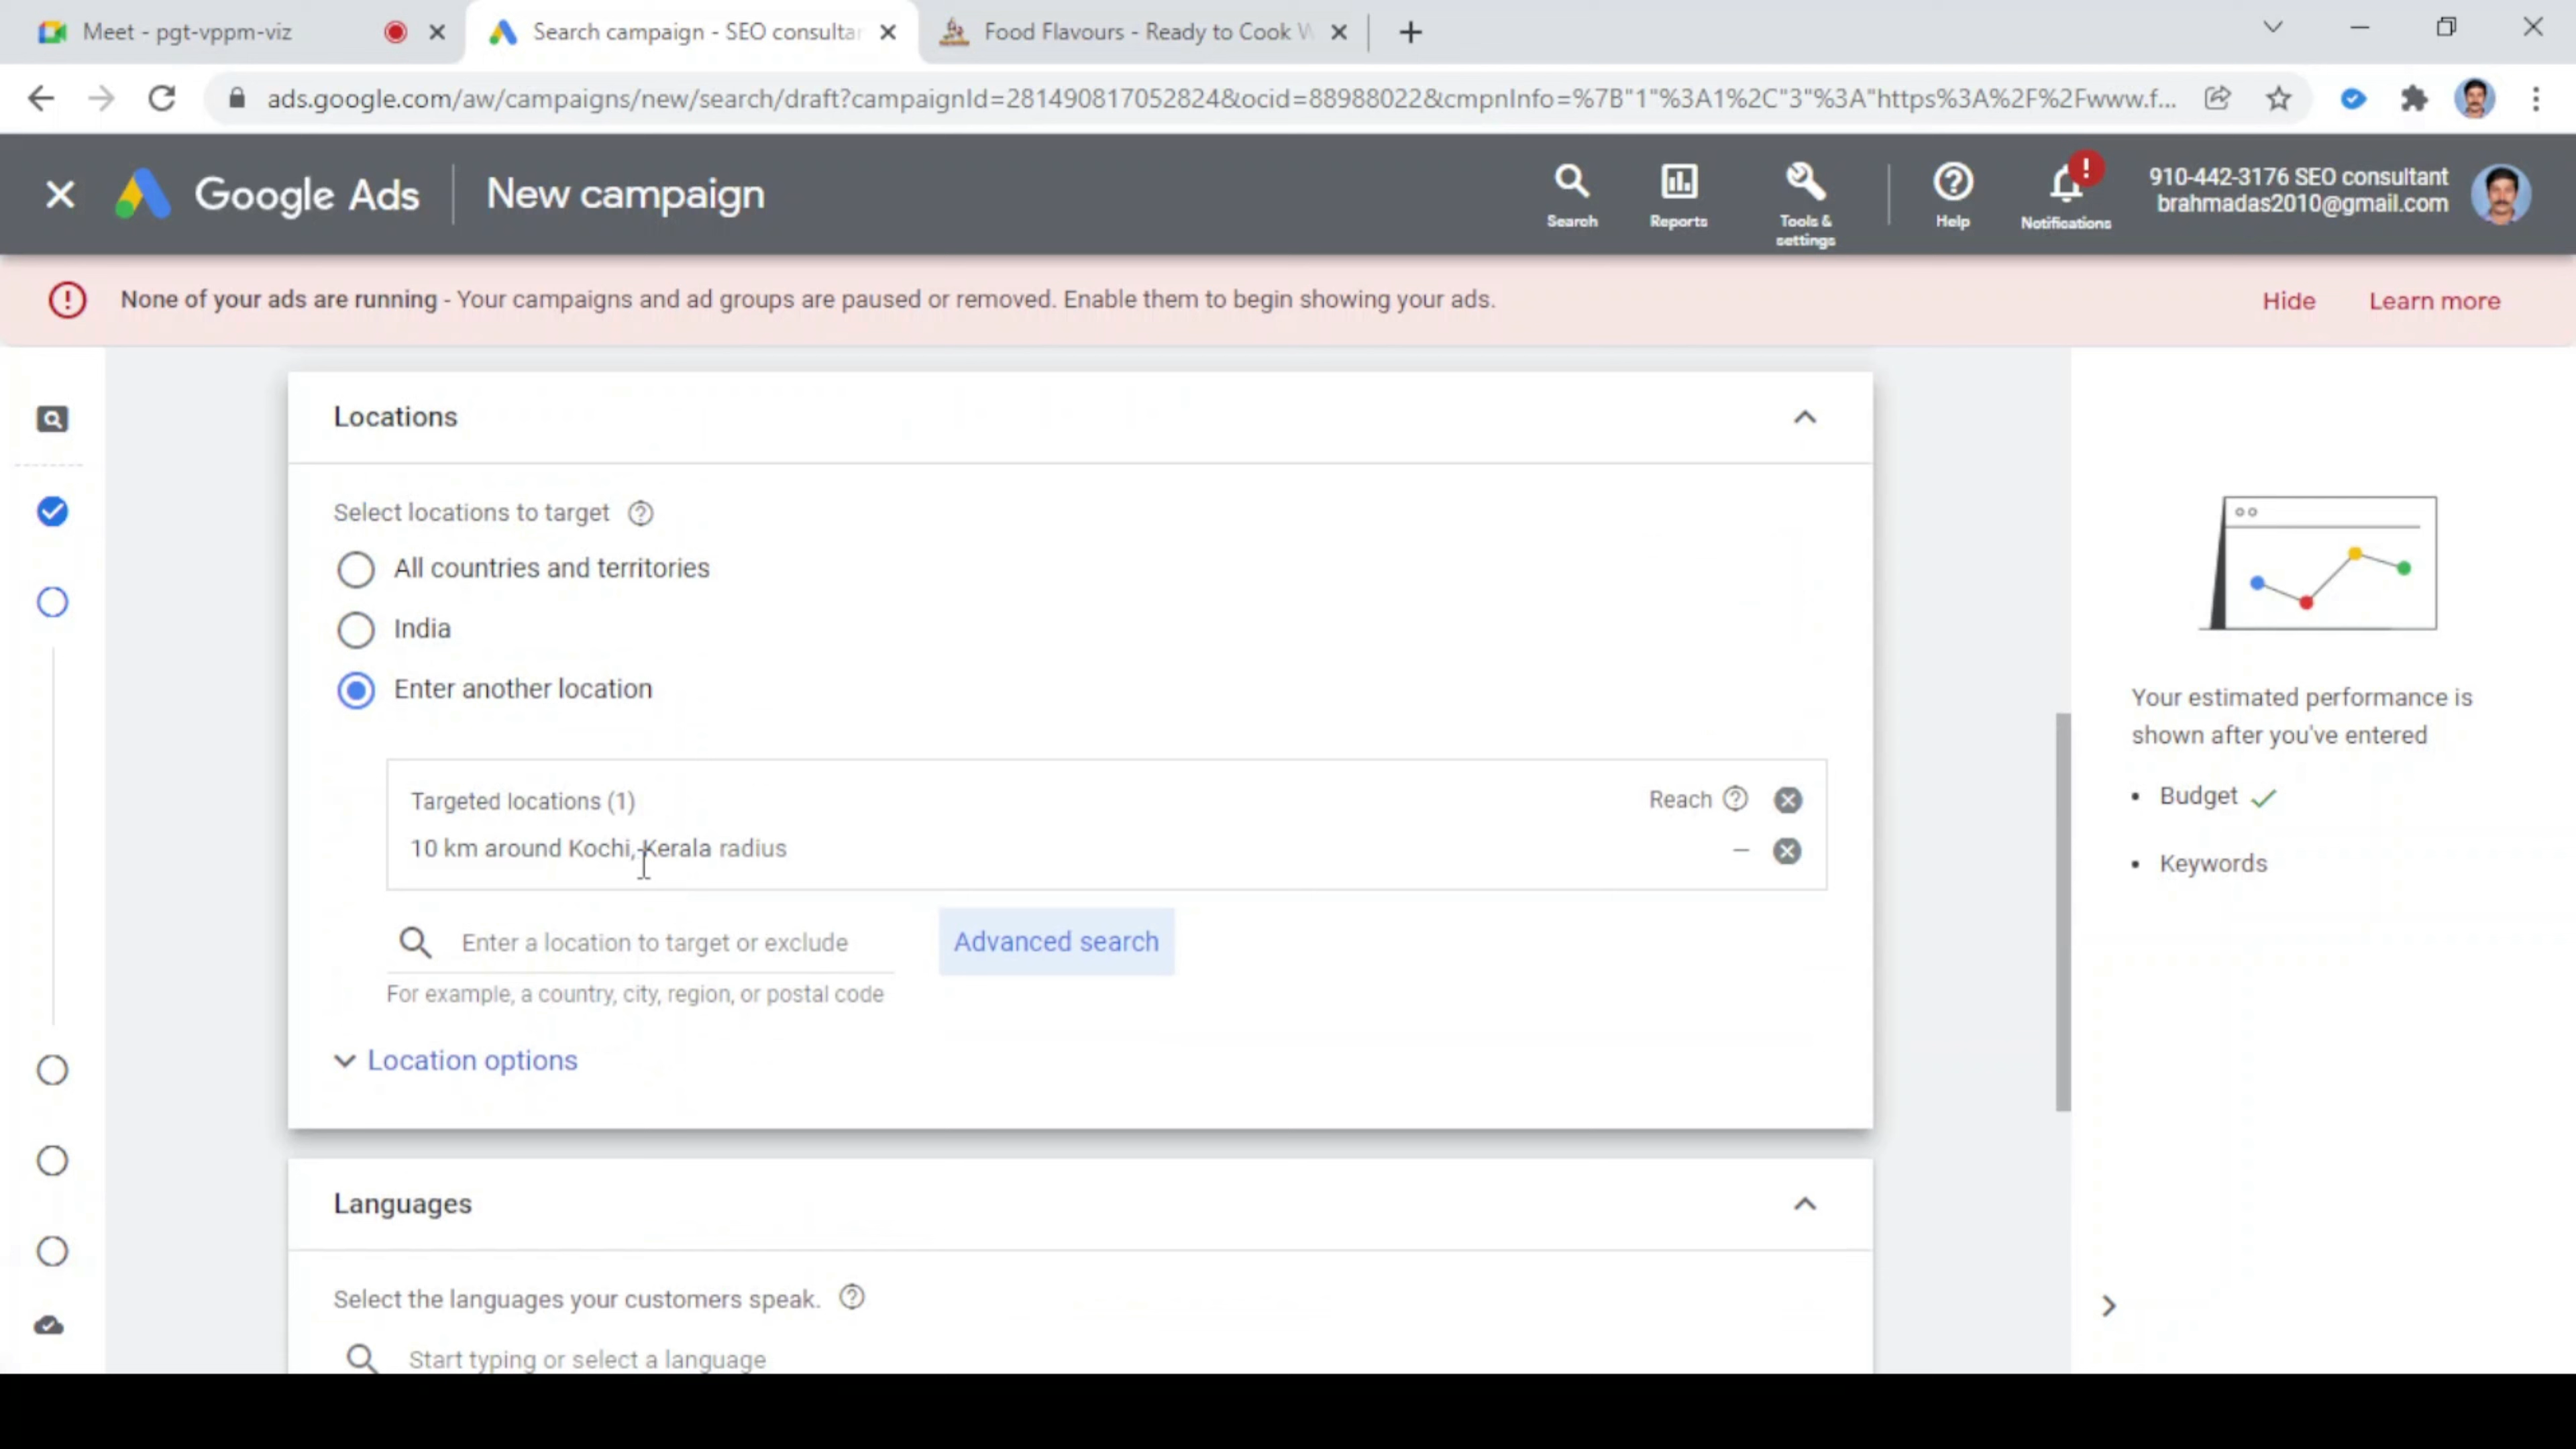 Meet - pgt-vppm-viz
Search campaign - SEO consultan
Food Flavours - Ready to Cook W
ads.google.com/aw/campaigns/new/search/draft?campaignId=281490817052824&ocid=88988022&cmpnInfo=%7B"1"%3A1%2C"3"%3A"https%3A%2F%2Fwww.f...
Google Ads
New campaign
Search
Reports
Tools &
settings
Help
Notifications
910-442-3176 SEO consultant
brahmadas2010@gmail.com
None of your ads are running - Your campaigns and ad groups are paused or removed. Enable them to begin showing your ads.
Hide
Learn more
Locations
Select locations to target
All countries and territories
India
Enter another location
Targeted locations (1)
Reach
10 km around Kochi, Kerala radius
Enter a location to target or exclude
Advanced search
For example, a country, city, region, or postal code
Location options
Languages
Select the languages your customers speak.
Start typing or select a language
Your estimated performance is
shown after you've entered
• Budget
• Keywords